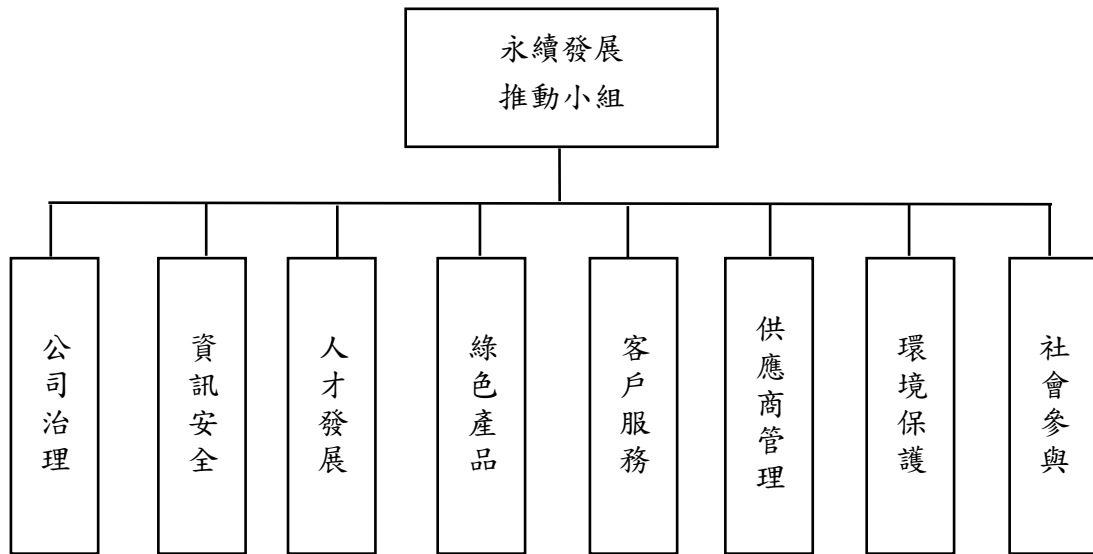 永續發展
推動小組
公司治理
資訊安全
人才發展
綠色產品
客戶服務
供應商管理
環境保護
社會參與